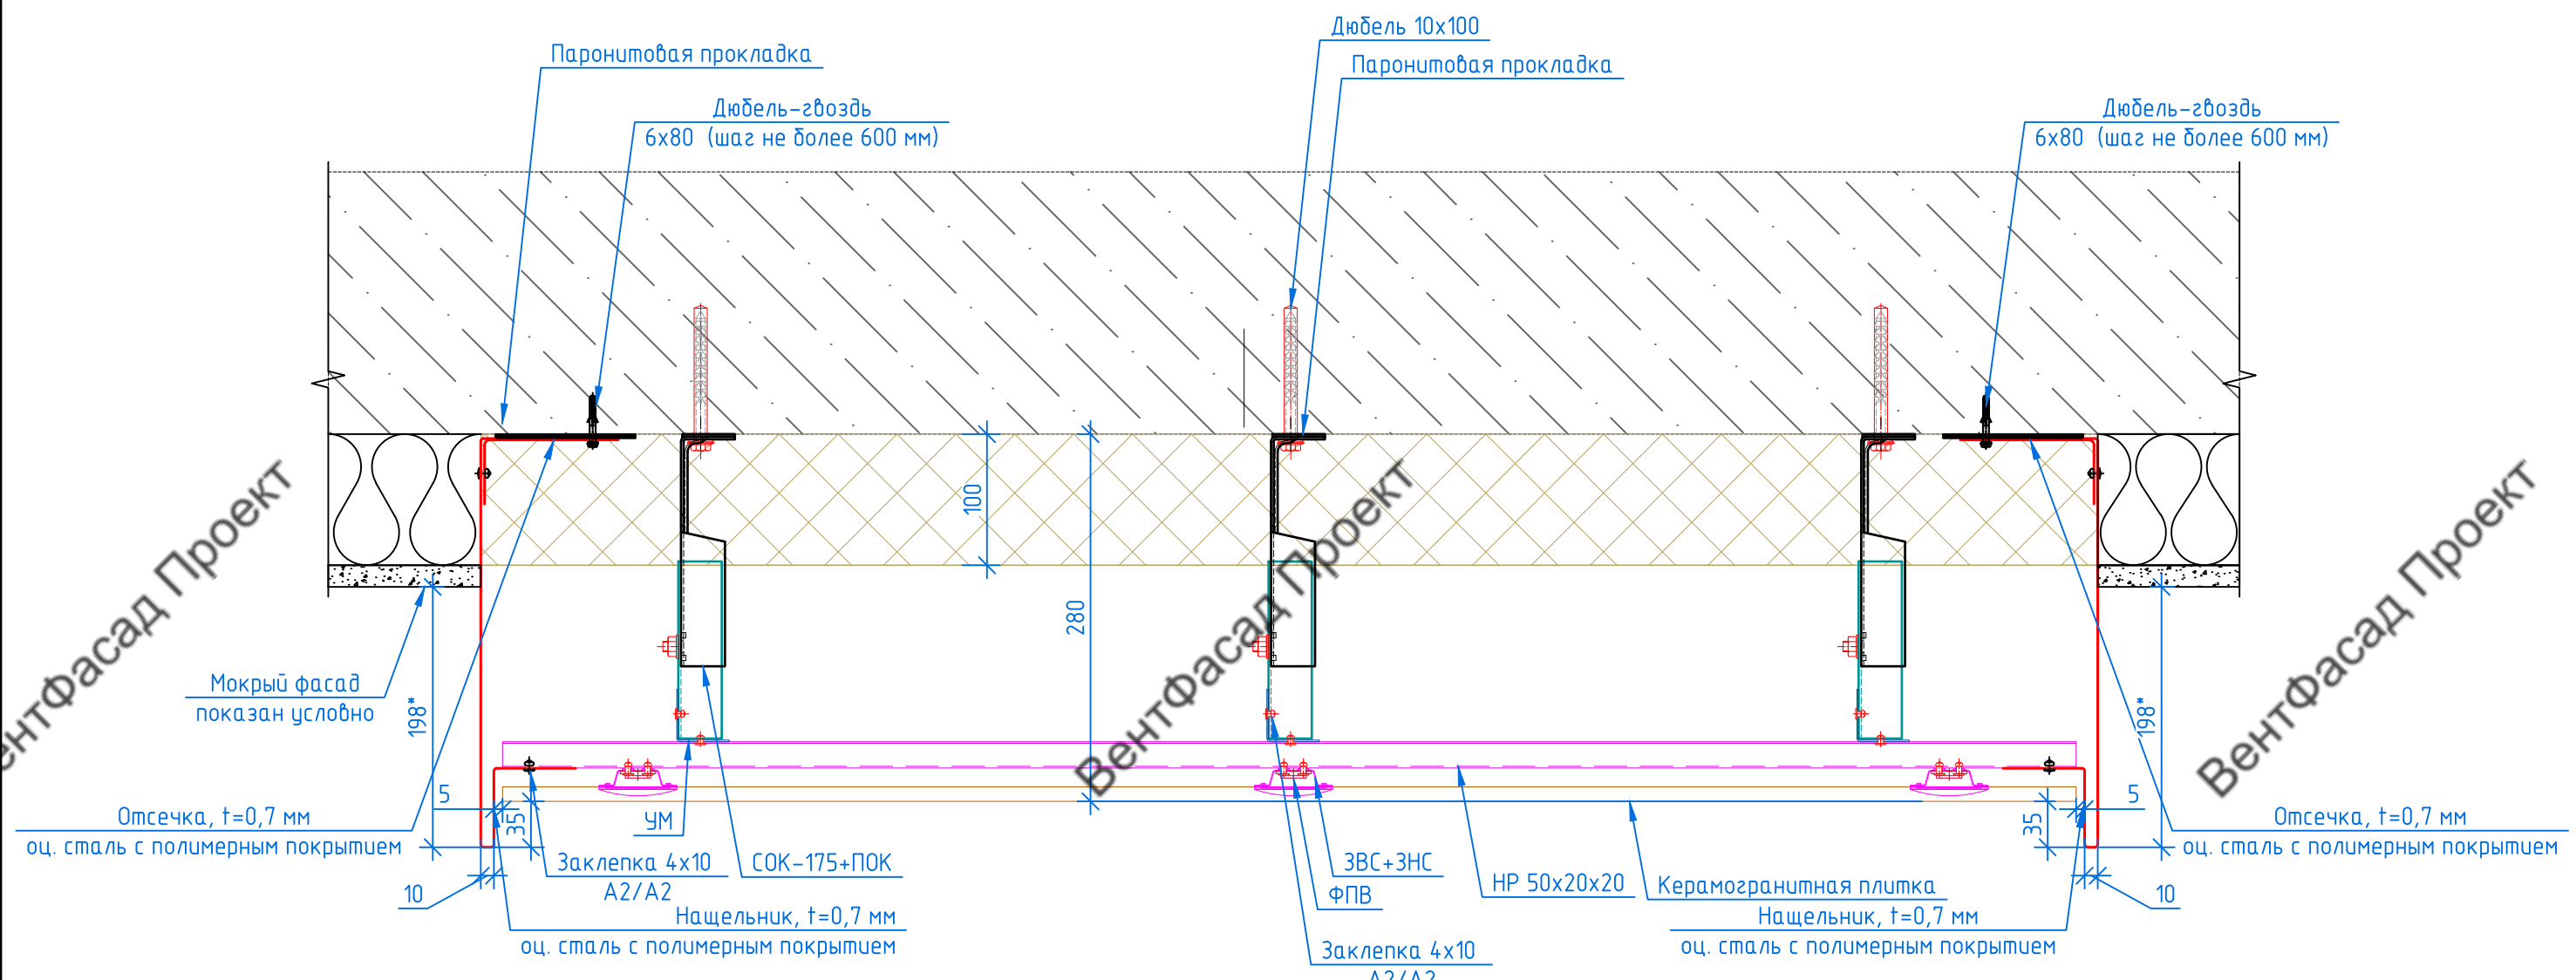 Дюбель 10х100
Паронитовая прокладка
Паронитовая прокладка
Дюбель-гвоздь
6х80 (шаг не более 600 мм)
Дюбель-гвоздь
6х80 (шаг не более 600 мм)
100
280
ВентФасад Проект
ВентФасад Проект
ВентФасад Проект
Мокрый фасад
показан условно
198*
198*
5
35
5
35
Отсечка, t=0,7 мм
оц. сталь с полимерным покрытием
УМ
Отсечка, t=0,7 мм
оц. сталь с полимерным покрытием
Заклепка 4х10
А2/А2
СОК-175+ПОК
ЗВС+ЗНС
ФПВ
НР 50х20х20
Керамогранитная плитка
10
10
Нащельник, t=0,7 мм
оц. сталь с полимерным покрытием
Нащельник, t=0,7 мм
оц. сталь с полимерным покрытием
Заклепка 4х10
А2/А2